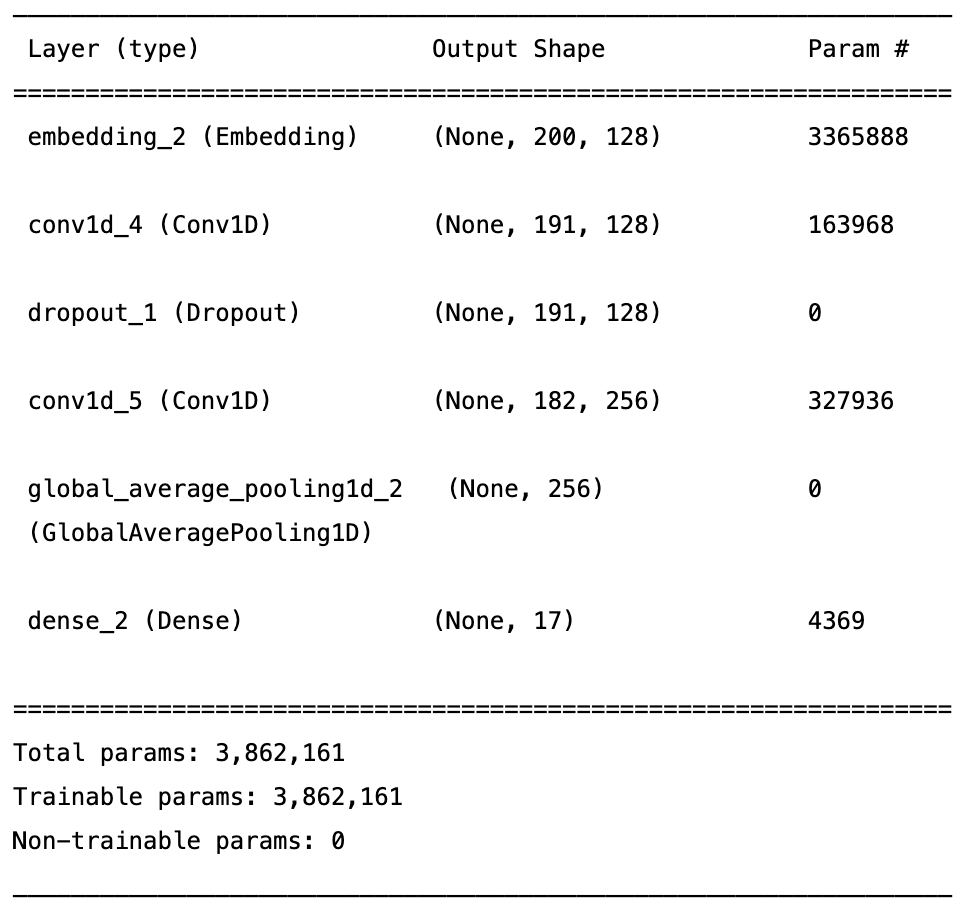 Layer (type) Output Shape Param #
=================================================================
embedding_2 (Embedding) (None, 200, 128) 3365888
conv1d_4 (Conv1D) (None, 191, 128) 163968
dropout_1 (Dropout) (None, 191, 128) 0
conv1d_5 (Conv1D) (None, 182, 256) 327936
global_average_pooling1d_2 (None, 256) 0
(GlobalAveragePooling1D)
dense_2 (Dense) (None, 17) 4369
=================================================================
Total params: 3,862,161
Trainable params: 3,862,161
Non-trainable params: 0